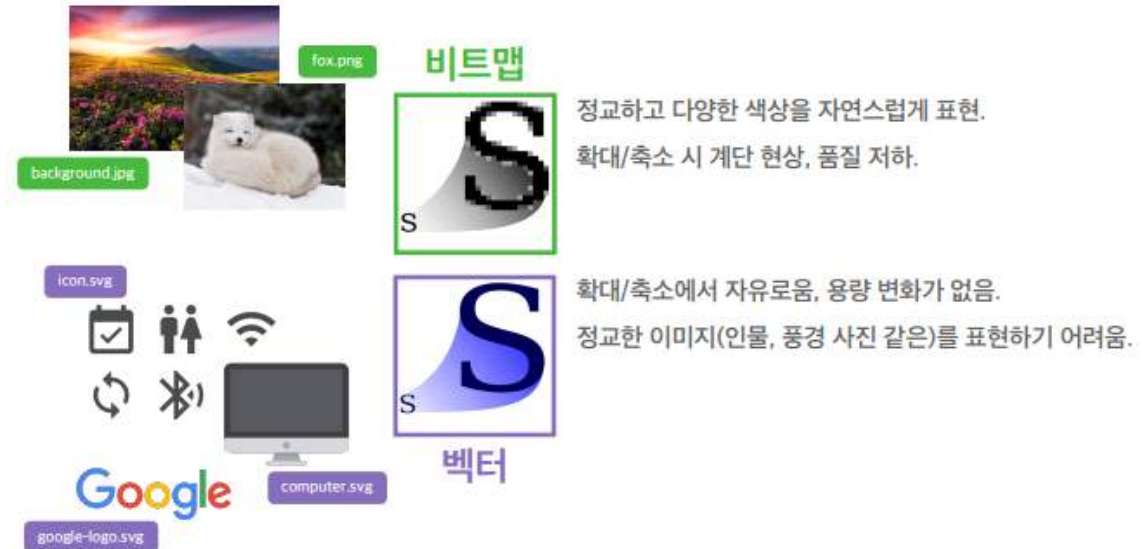 fox.png
background.jpg
비트맵
S
S
정교하고 다양한 색상을 자연스럽게 표현.
확대/축소 시 계단 현상, 품질 저하.
icon.svg
computer.svg
Google
google-logo.svg
S
S
벡터
확대/축소에서 자유로움, 용량 변화가 없음.
정교한 이미지(인물, 풍경 사진 같은)를 표현하기 어려움.